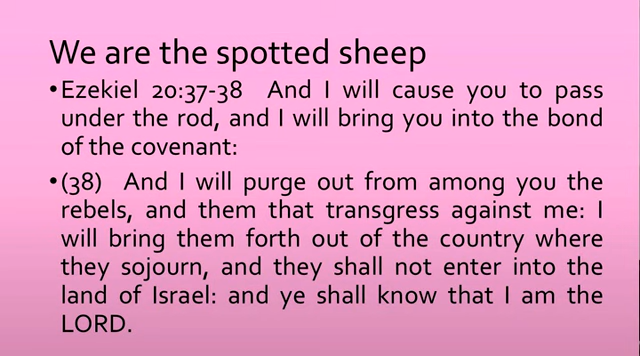 We are the spotted sheep
•Ezekiel 20:37-38 And I will cause you to pass
under the rod, and I will bring you into the bond
of the covenant:
•(38) And I will purge out from among you the
rebels, and them that transgress against me: I
will bring them forth out of the country where
they sojourn, and they shall not enter into the
land of Israel: and ye shall know that I am the
LORD.